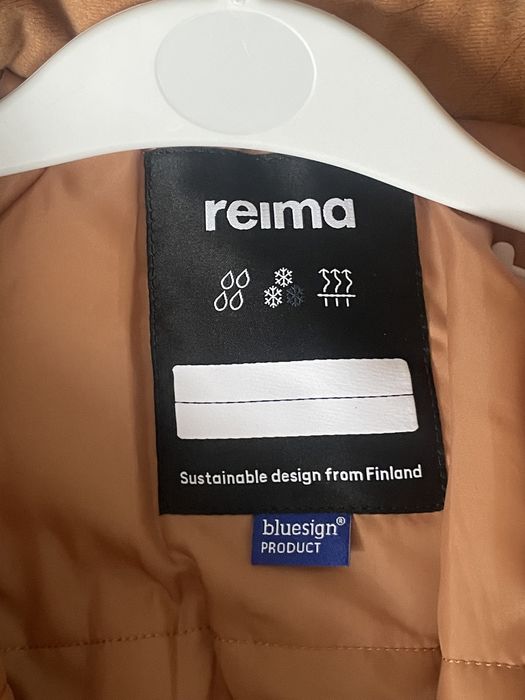 reima
Sustainable design from Finland
bluesign®
PRODUCT